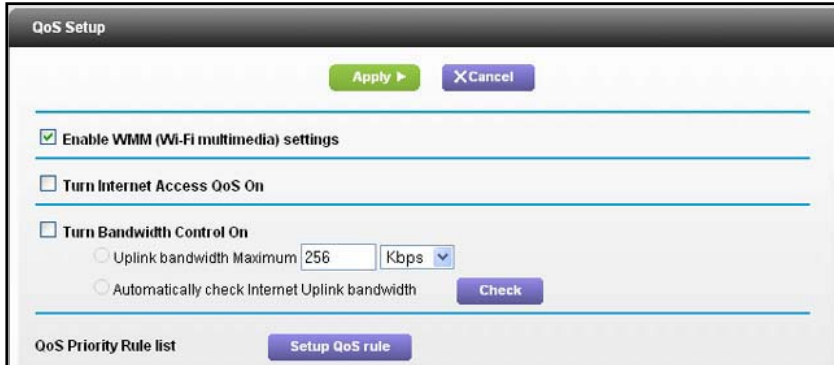 QoS Setup
Apply ▶
XCancel
Enable WMM (Wi-Fi multimedia) settings
Turn Internet Access QoS On
Turn Bandwidth Control On
Uplink bandwidth Maximum 256 Kbps
Automatically check Internet Uplink bandwidth Check
QoS Priority Rule list Setup QoS rule